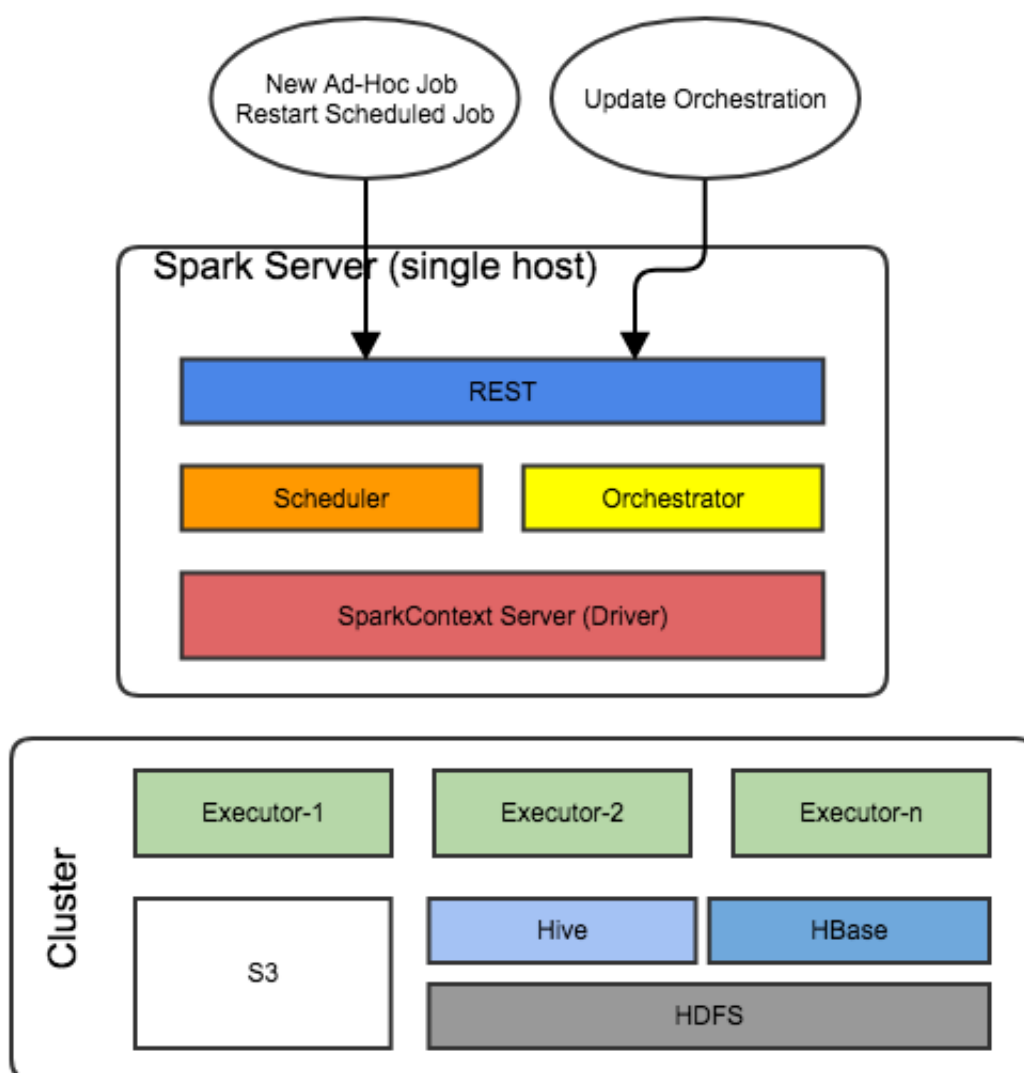 New Ad-Hoc Job
Restart Scheduled Job
Update Orchestration
Spark Server (single host)
REST
Scheduler
Orchestrator
SparkContext Server (Driver)
Cluster
Executor-1
Executor-2
Executor-n
S3
Hive
HBase
HDFS